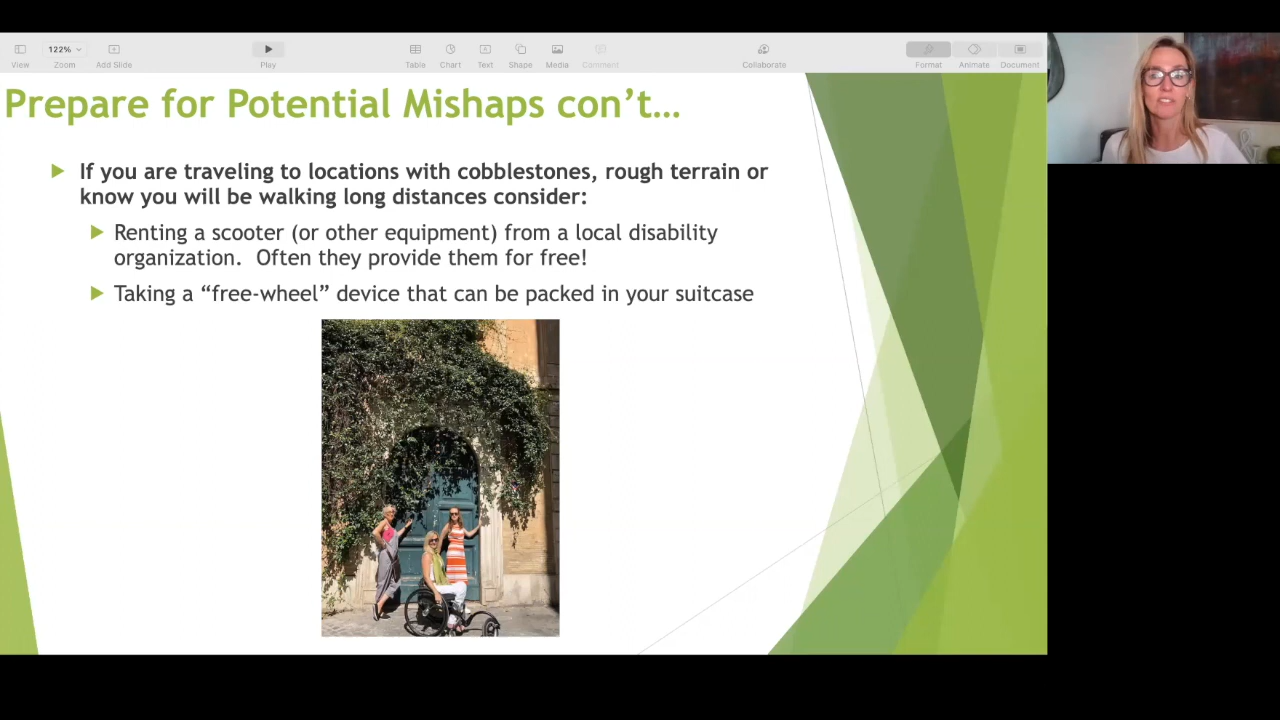 122%
View
Zoom
Add Slide
Play
Table
Chart
Text
Shape
Media
Comment
Collaborate
Format
Animate
Document
Prepare for Potential Mishaps con’t…
If you are traveling to locations with cobblestones, rough terrain or
know you will be walking long distances consider:
Renting a scooter (or other equipment) from a local disability
organization.  Often they provide them for free!
Taking a “free-wheel” device that can be packed in your suitcase